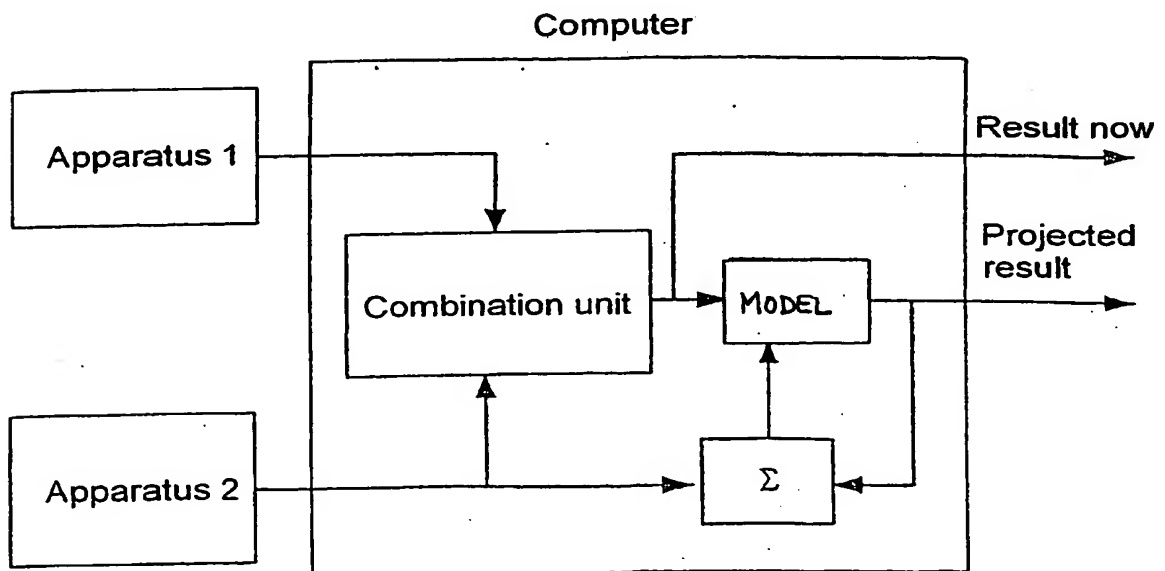 Computer
Apparatus 1
Result now
Combination unit
MODEL
Projected
result
Apparatus 2
Σ